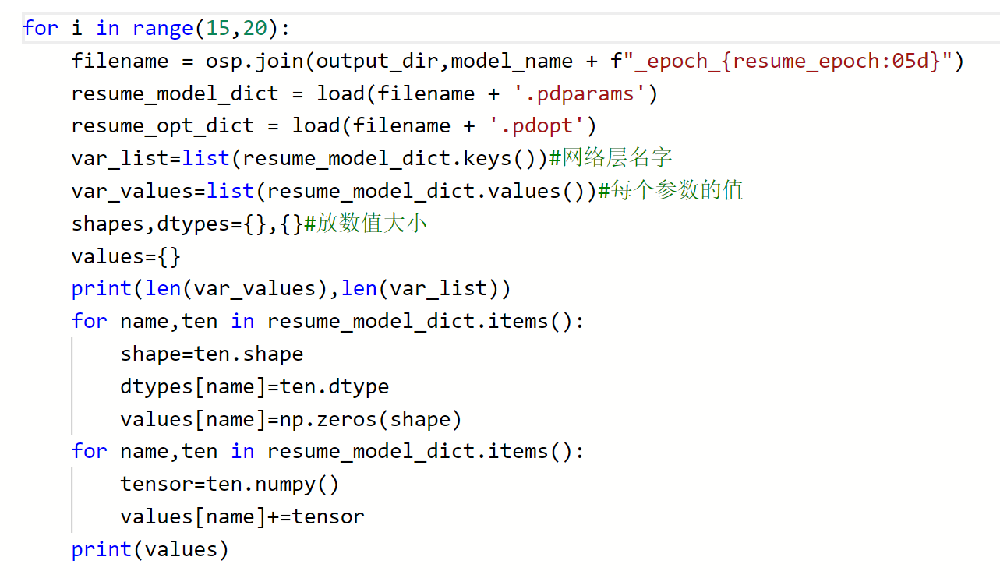 for i in range(15,20):
    filename = osp.join(output_dir,model_name + f"_epoch_{resume_epoch:05d}")
    resume_model_dict = load(filename + '.pdparams')
    resume_opt_dict = load(filename + '.pdopt')
    var_list=list(resume_model_dict.keys())#网络层名字
    var_values=list(resume_model_dict.values())#每个参数的值
    shapes,dtypes={},{}#放数值大小
    values={}
    print(len(var_values),len(var_list))
    for name,ten in resume_model_dict.items():
        shape=ten.shape
        dtypes[name]=ten.dtype
        values[name]=np.zeros(shape)
    for name,ten in resume_model_dict.items():
        tensor=ten.numpy()
        values[name]+=tensor
    print(values)